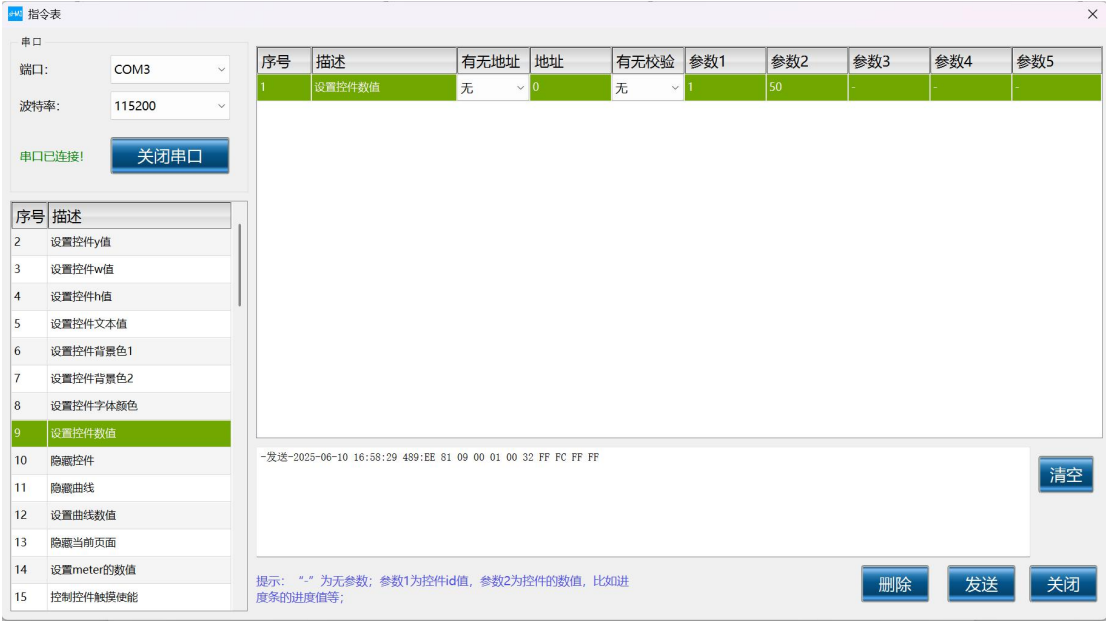 eHMI 指令表
串口
端口: COM3
波特率: 115200
串口已连接! 关闭串口
序号 描述
2 设置控件y值
3 设置控件w值
4 设置控件h值
5 设置控件文本值
6 设置控件背景色1
7 设置控件背景色2
8 设置控件字体颜色
9 设置控件数值
10 隐藏控件
11 隐藏曲线
12 设置曲线数值
13 隐藏当前页面
14 设置meter的数值
15 控制控件触摸使能
序号 描述 有无地址 地址 有无校验 参数1 参数2 参数3 参数4 参数5
1 设置控件数值 无 0 无 1 50 - - -
-发送-2025-06-10 16:58:29 489:EE 81 09 00 01 00 32 FF FC FF FF
清空
提示: “-”为无参数; 参数1为控件id值, 参数2为控件的数值, 比如进
度条的进度值等;
删除 发送 关闭